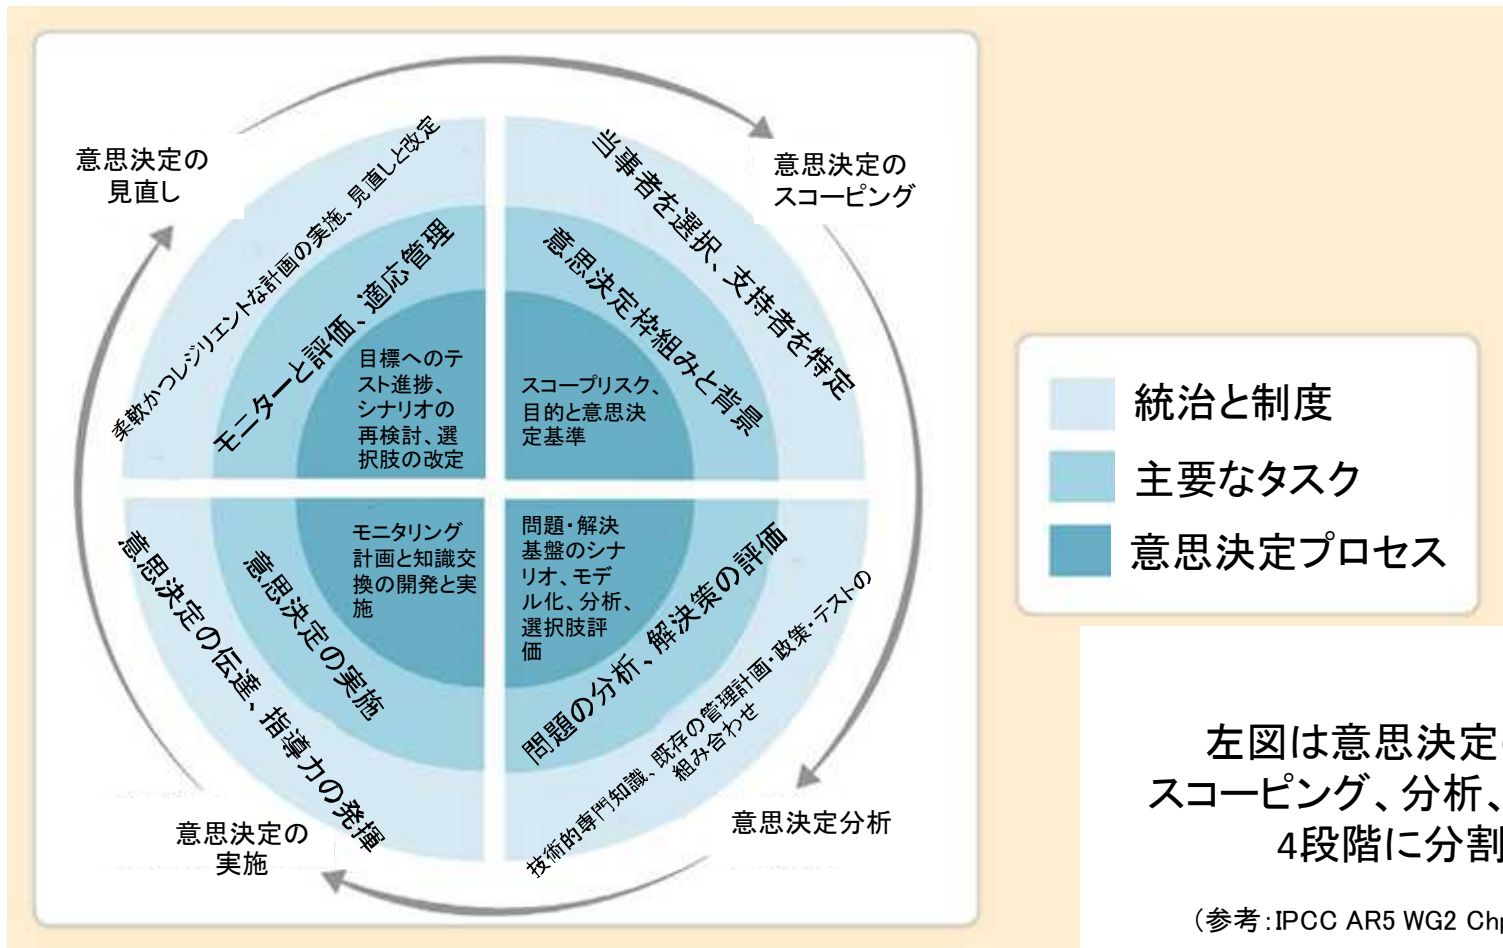 意思決定の
見直し
意思決定の
スコーピング
柔軟かつレジリエントな計画の実施、見直しと改定
モニターと評価、適応管理
目標へのテ
スト進捗、
シナリオの
再検討、選
択肢の改定
当事者を選択、支持者を特定
意思決定枠組みと背景
スコープリスク、
目的と意思決
定基準
意思決定の伝達、指導力の発揮
意思決定の実施
モニタリング
計画と知識交
換の開発と実
施
問題・解決
基盤のシナ
リオ、モデ
ル化、分析、
選択肢評
価
問題の分析、解決策の評価
技術的専門知識、既存の管理計画・政策・テストの
組み合わせ
意思決定の
実施
意思決定分析
統治と制度
主要なタスク
意思決定プロセス
左図は意思決定
スコーピング、分析、
4段階に分割
（参考：IPCC AR5 WG2 Ch